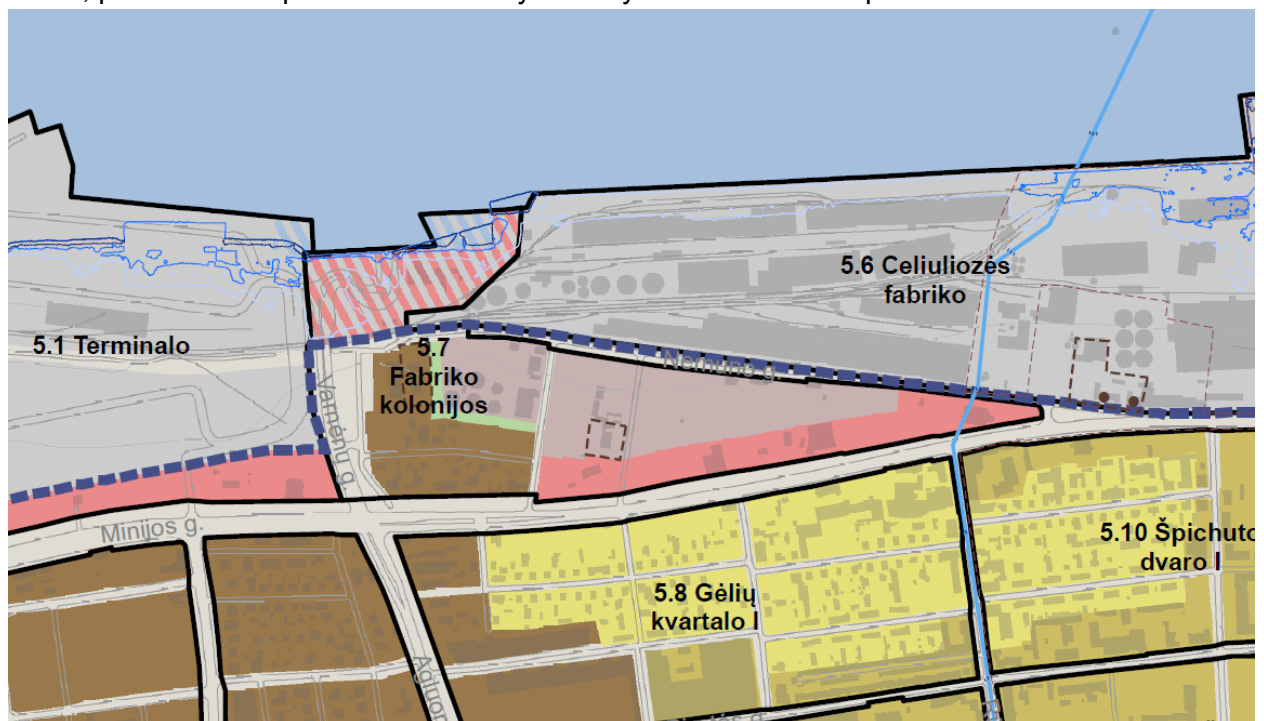 5.6 Celiuliozės
fabriko
5.1 Terminalo
5.7
Fabriko
kolonijos
Nemuno g.
Varnėnų g.
Minijos g.
5.10 Špichuto
dvaro I
5.8 Gėlių
kvartalo I